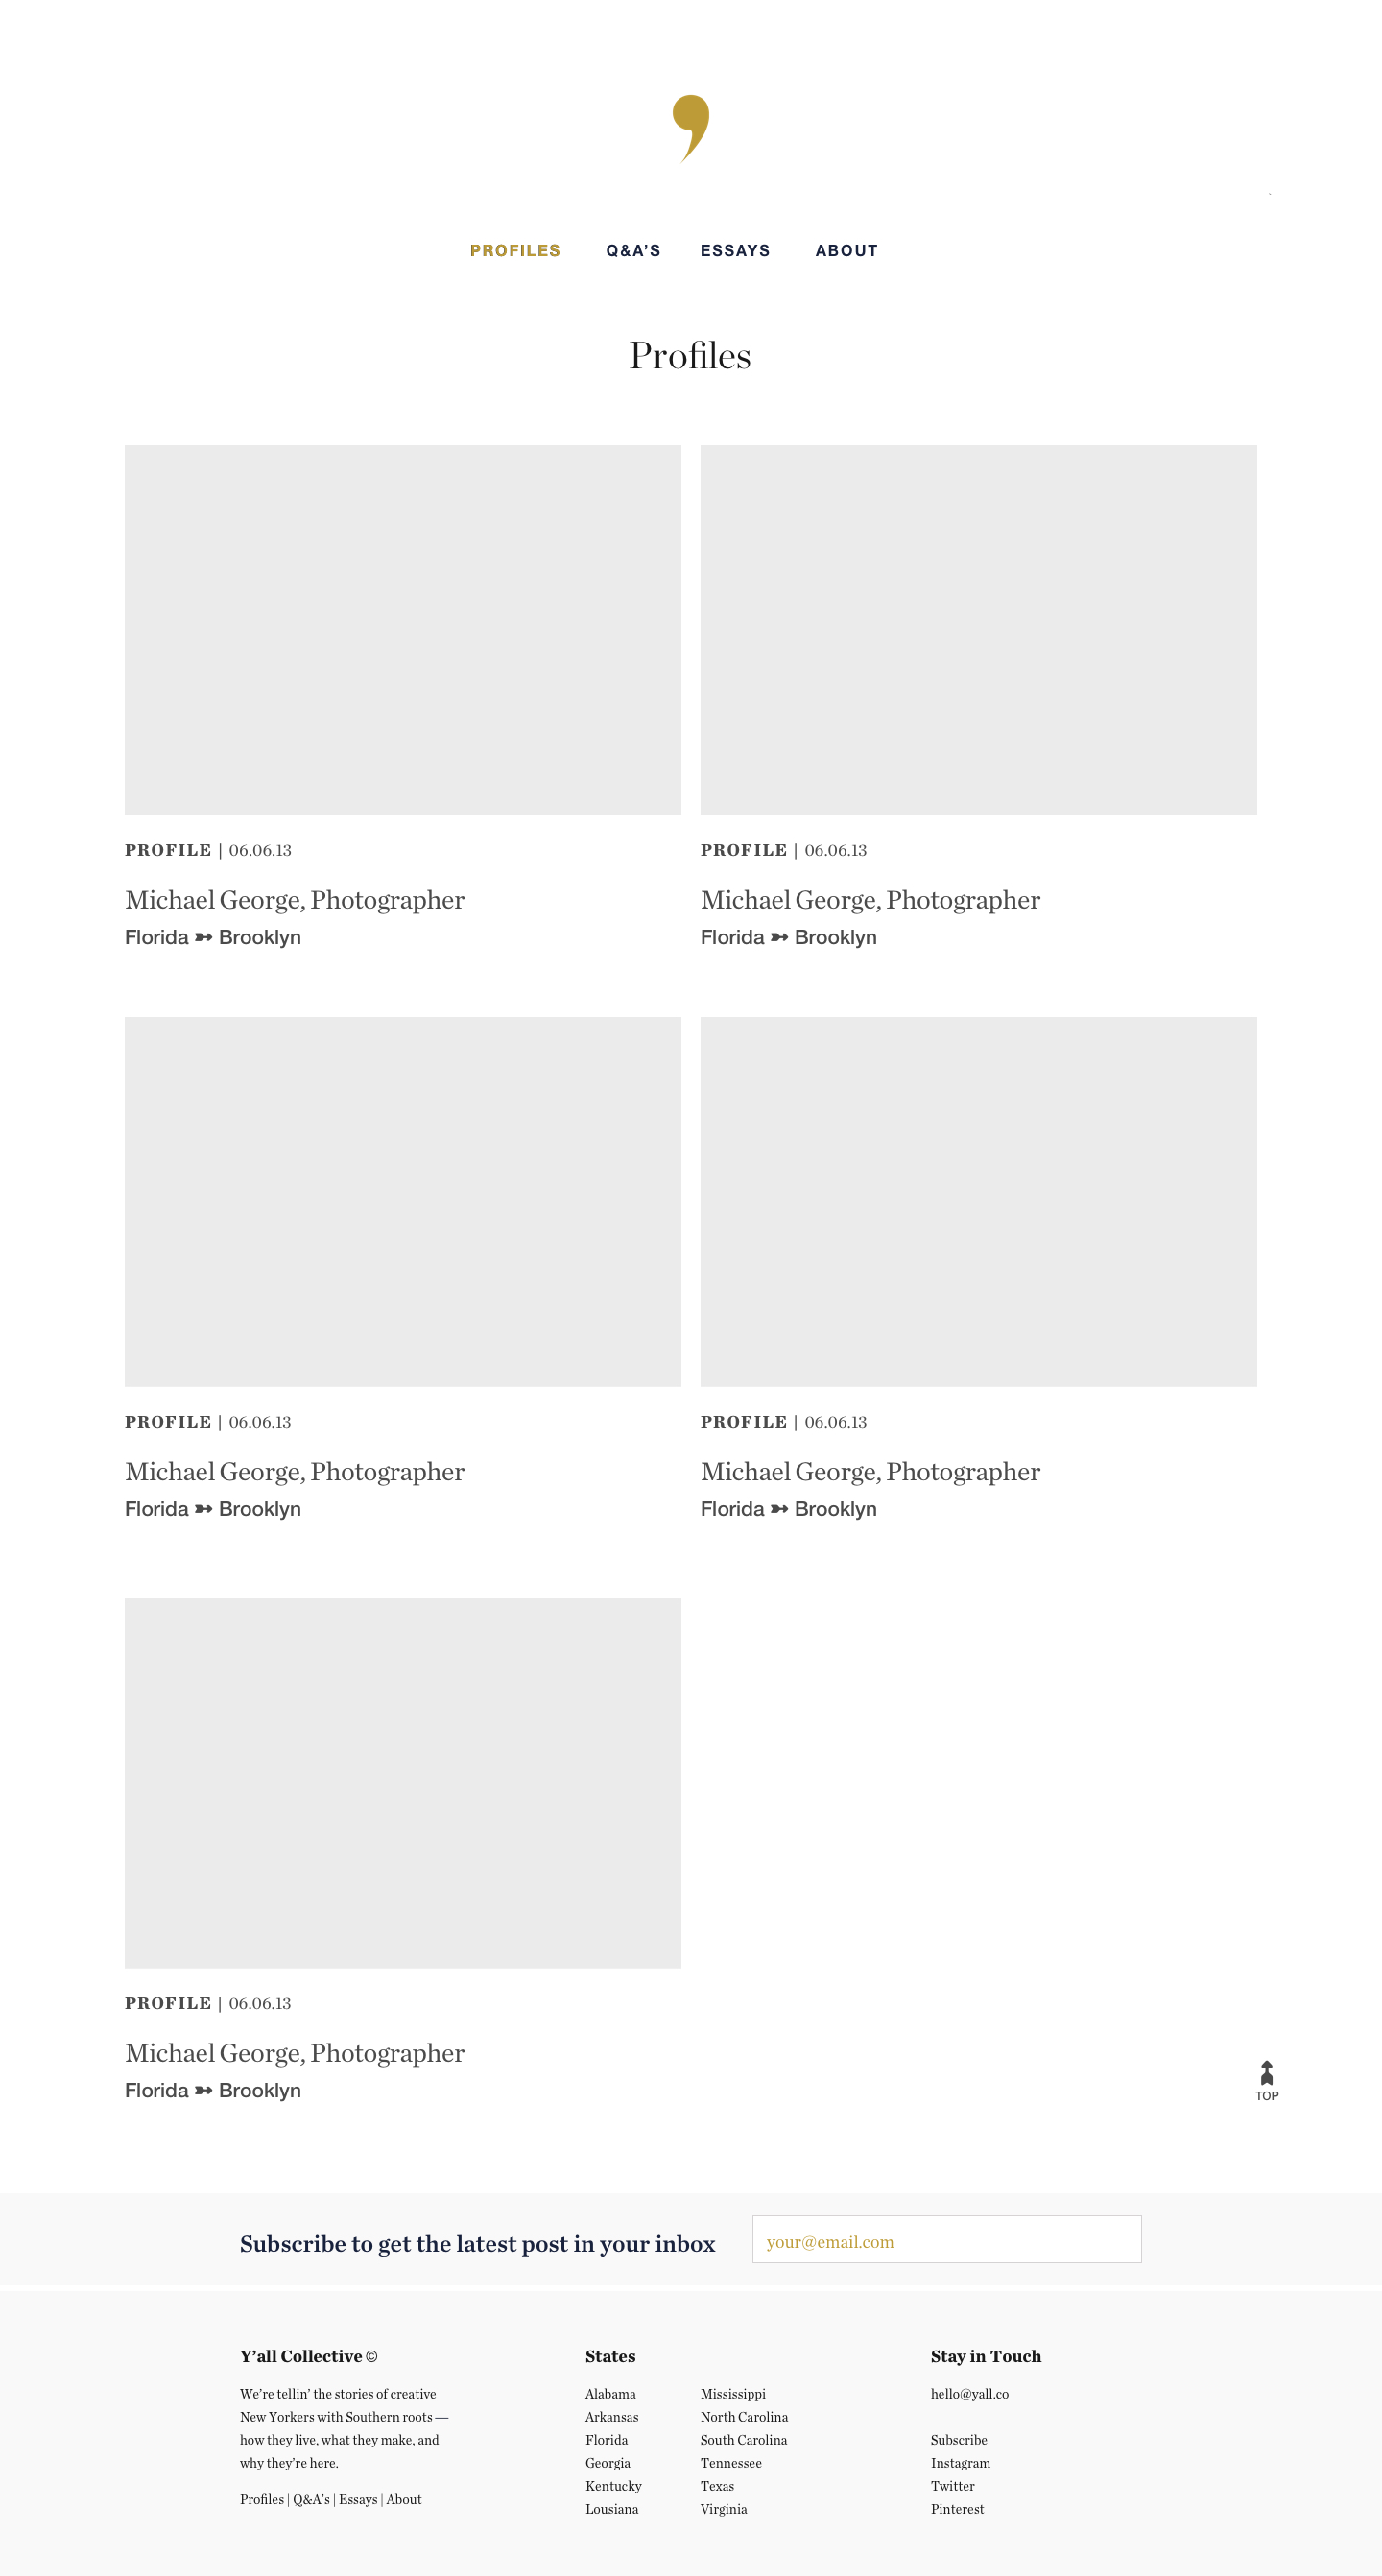 ,
PROFILES Q&A’S ESSAYS ABOUT
Profiles
PROFILE | 06.06.13
Michael George, Photographer
Florida ➳ Brooklyn
PROFILE | 06.06.13
Michael George, Photographer
Florida ➳ Brooklyn
PROFILE | 06.06.13
Michael George, Photographer
Florida ➳ Brooklyn
PROFILE | 06.06.13
Michael George, Photographer
Florida ➳ Brooklyn
PROFILE | 06.06.13
Michael George, Photographer
Florida ➳ Brooklyn
TOP
Subscribe to get the latest post in your inbox
your@email.com
Y’all Collective ©
We’re tellin’ the stories of creative
New Yorkers with Southern roots —
how they live, what they make, and
why they’re here.
Profiles | Q&A’s | Essays | About
States
Alabama
Arkansas
Florida
Georgia
Kentucky
Lousiana
Mississippi
North Carolina
South Carolina
Tennessee
Texas
Virginia
Stay in Touch
hello@yall.co
Subscribe
Instagram
Twitter
Pinterest